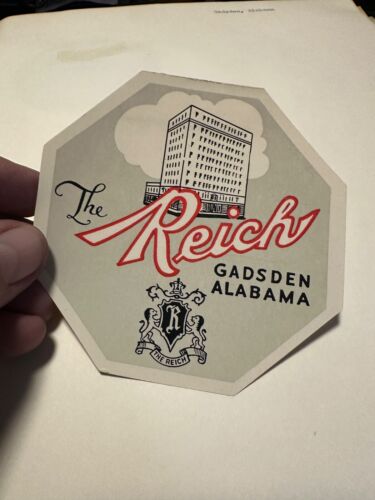 The
Reich
GADSDEN
ALABAMA
R
THE REICH